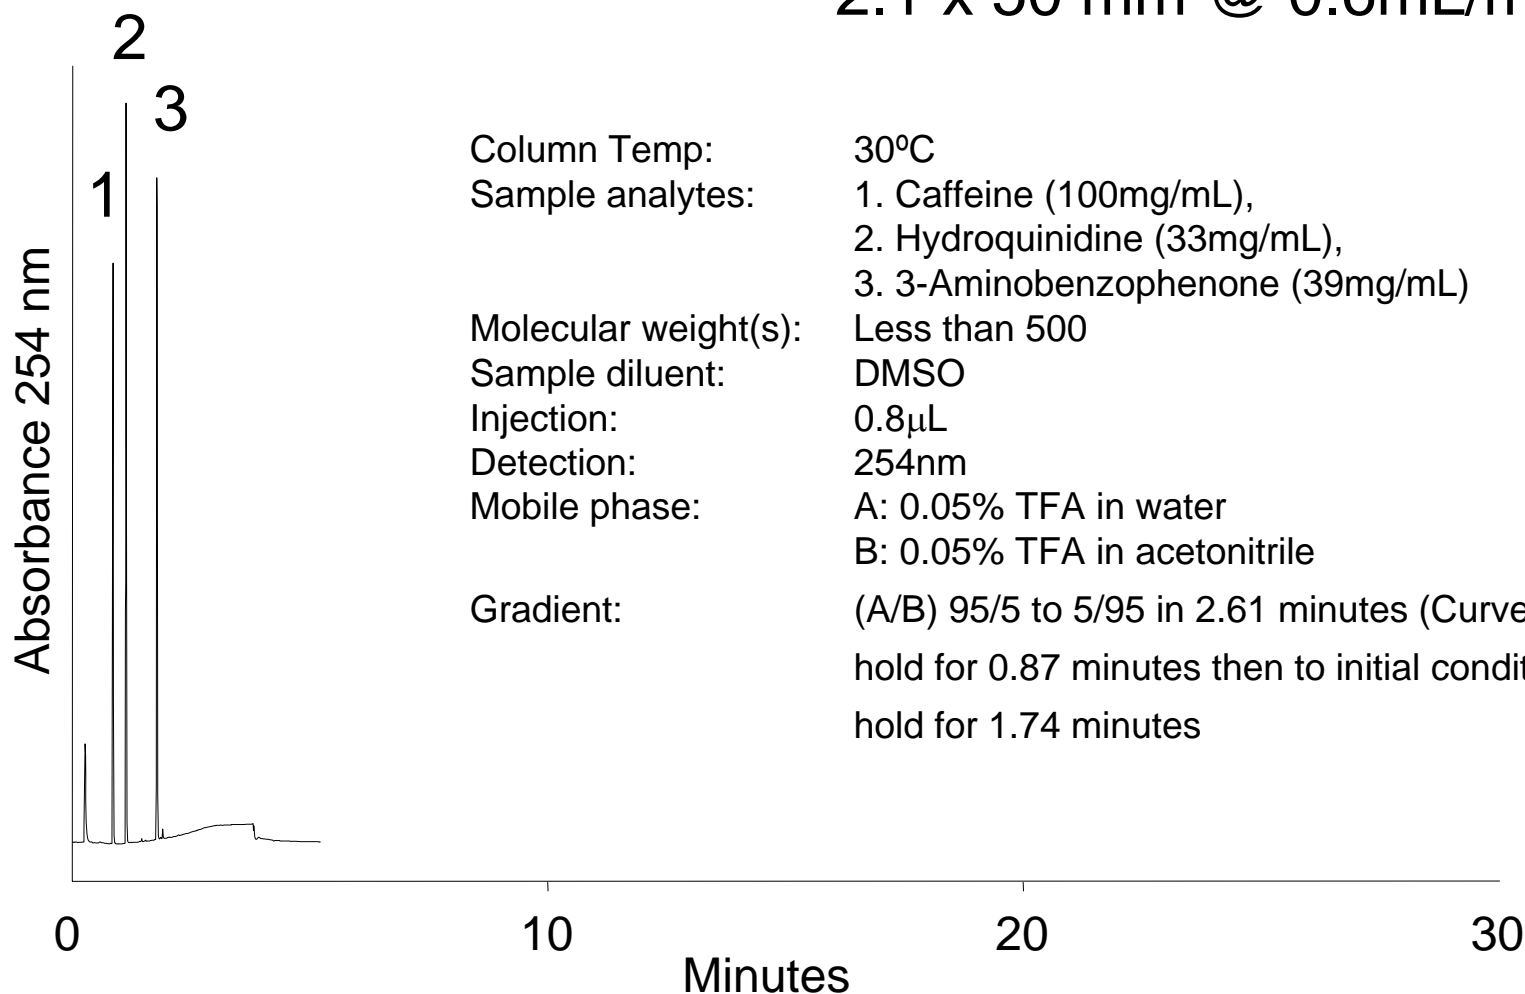 2.1 x 50 mm @
2
3
1
Absorbance 254 nm
Column Temp: 30ºC
Sample analytes: 1. Caffeine (100mg/mL),
2. Hydroquinidine (33mg/mL),
3. 3-Aminobenzophenone (39mg/mL)
Molecular weight(s): Less than 500
Sample diluent: DMSO
Injection: 0.8μL
Detection: 254nm
Mobile phase: A: 0.05% TFA in water
B: 0.05% TFA in acetonitrile
Gradient: (A/B) 95/5 to 5/95 in 2.61 minutes (Curve
hold for 0.87 minutes then to initial
hold for 1.74 minutes
0 10 20 30
Minutes